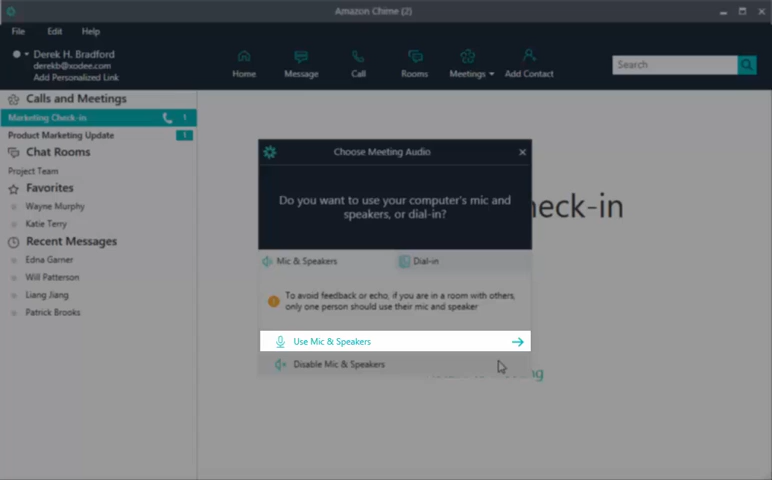 Amazon Chime (2)
File Edit Help
Derek H. Bradford
derekb@xodee.com
Add Personalized Link
Home Message Call Rooms Meetings Add Contact
Search
Calls and Meetings
Marketing Check-in 1
Product Marketing Update 1
Chat Rooms
Project Team
Favorites
Wayne Murphy
Katie Terry
Recent Messages
Edna Garner
Will Patterson
Liang Jiang
Patrick Brooks
Choose Meeting Audio
Do you want to use your computer's mic and
speakers, or dial-in?
Mic & Speakers Dial-in
To avoid feedback or echo, if you are in a room with others,
only one person should use their mic and speaker
Use Mic & Speakers
Disable Mic & Speakers
eck-in